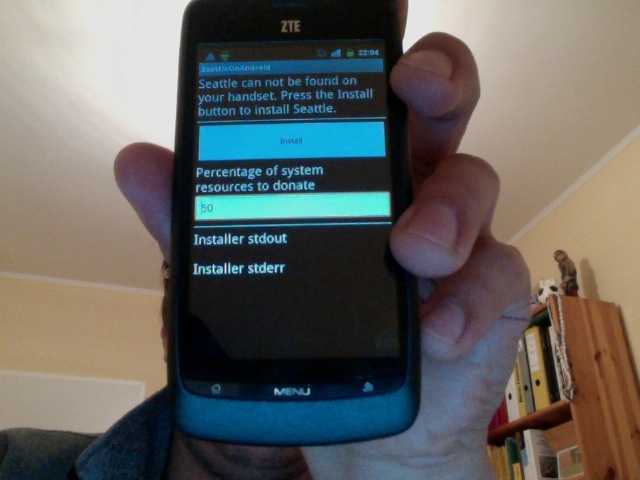 ZTE
22:54
SeattleOnAndroid
Seattle can not be found on
your handset. Press the Install
button to install Seattle.
Install
Percentage of system
resources to donate
50
Installer stdout
Installer stderr
MENU